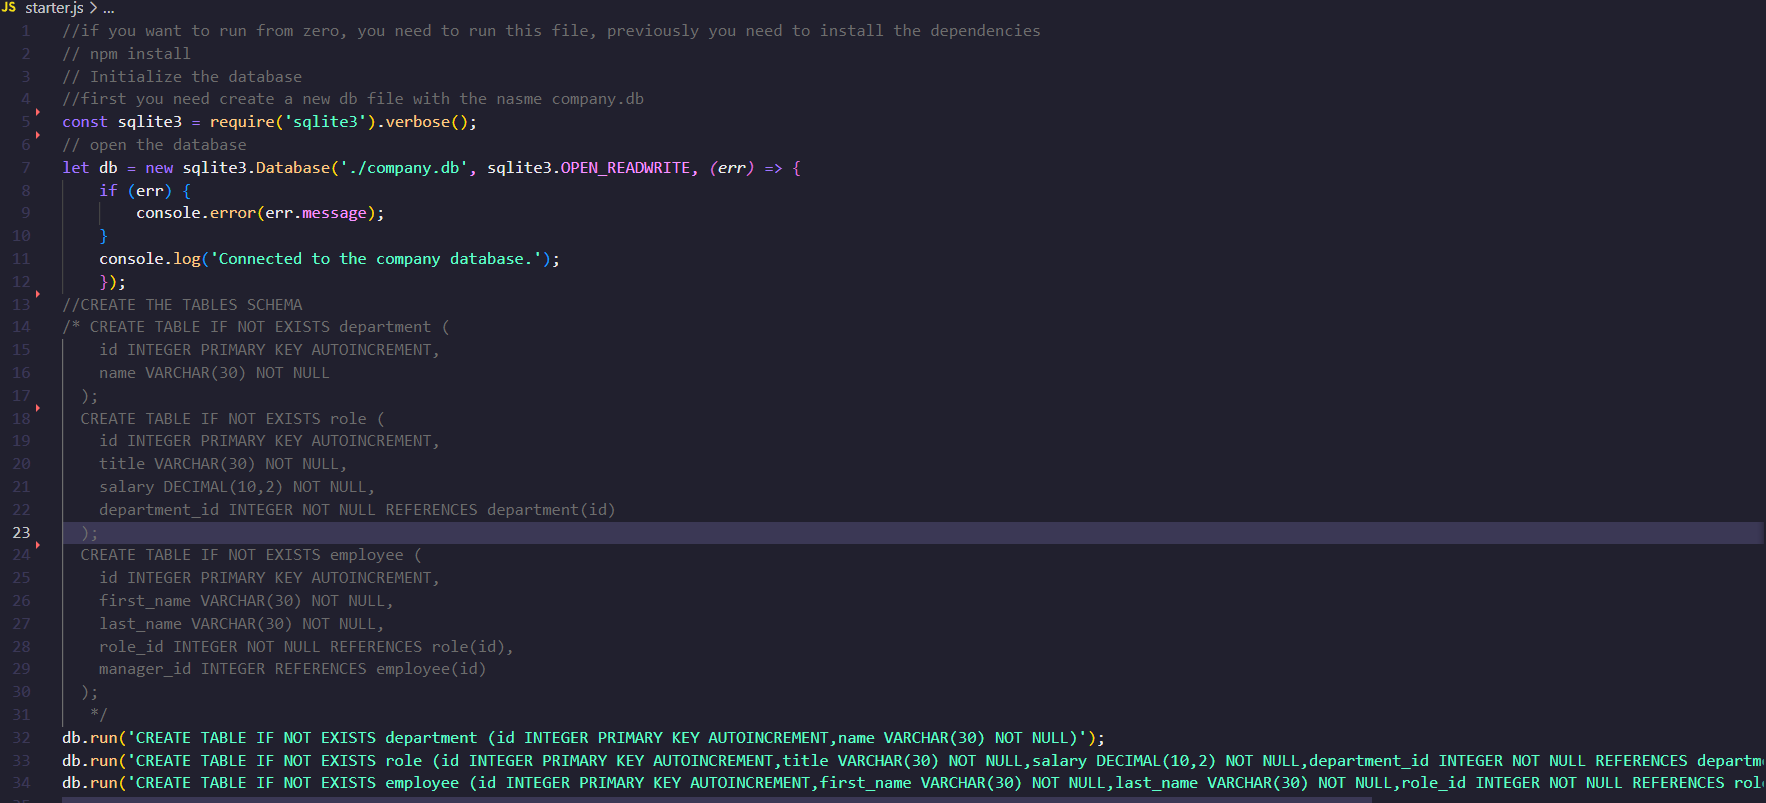 JS starter.js > ...
1 //if you want to run from zero, you need to run this file, previously you need to install the dependencies
2 // npm install
3 // Initialize the database
4 //first you need create a new db file with the nasme company.db
5 const sqlite3 = require('sqlite3').verbose();
6 // open the database
7 let db = new sqlite3.Database('./company.db', sqlite3.OPEN_READWRITE, (err) => {
8 if (err) {
9 console.error(err.message);
10 }
11 console.log('Connected to the company database.');
12 });
13 //CREATE THE TABLES SCHEMA
14 /* CREATE TABLE IF NOT EXISTS department (
15 id INTEGER PRIMARY KEY AUTOINCREMENT,
16 name VARCHAR(30) NOT NULL
17 );
18 CREATE TABLE IF NOT EXISTS role (
19 id INTEGER PRIMARY KEY AUTOINCREMENT,
20 title VARCHAR(30) NOT NULL,
21 salary DECIMAL(10,2) NOT NULL,
22 department_id INTEGER NOT NULL REFERENCES department(id)
23 );
24 CREATE TABLE IF NOT EXISTS employee (
25 id INTEGER PRIMARY KEY AUTOINCREMENT,
26 first_name VARCHAR(30) NOT NULL,
27 last_name VARCHAR(30) NOT NULL,
28 role_id INTEGER NOT NULL REFERENCES role(id),
29 manager_id INTEGER REFERENCES employee(id)
30 );
31 */
32 db.run('CREATE TABLE IF NOT EXISTS department (id INTEGER PRIMARY KEY AUTOINCREMENT,name VARCHAR(30) NOT NULL)');
33 db.run('CREATE TABLE IF NOT EXISTS role (id INTEGER PRIMARY KEY AUTOINCREMENT,title VARCHAR(30) NOT NULL,salary DECIMAL(10,2) NOT NULL,department_id INTEGER NOT NULL REFERENCES departm
34 db.run('CREATE TABLE IF NOT EXISTS employee (id INTEGER PRIMARY KEY AUTOINCREMENT,first_name VARCHAR(30) NOT NULL,last_name VARCHAR(30) NOT NULL,role_id INTEGER NOT NULL REFERENCES rol